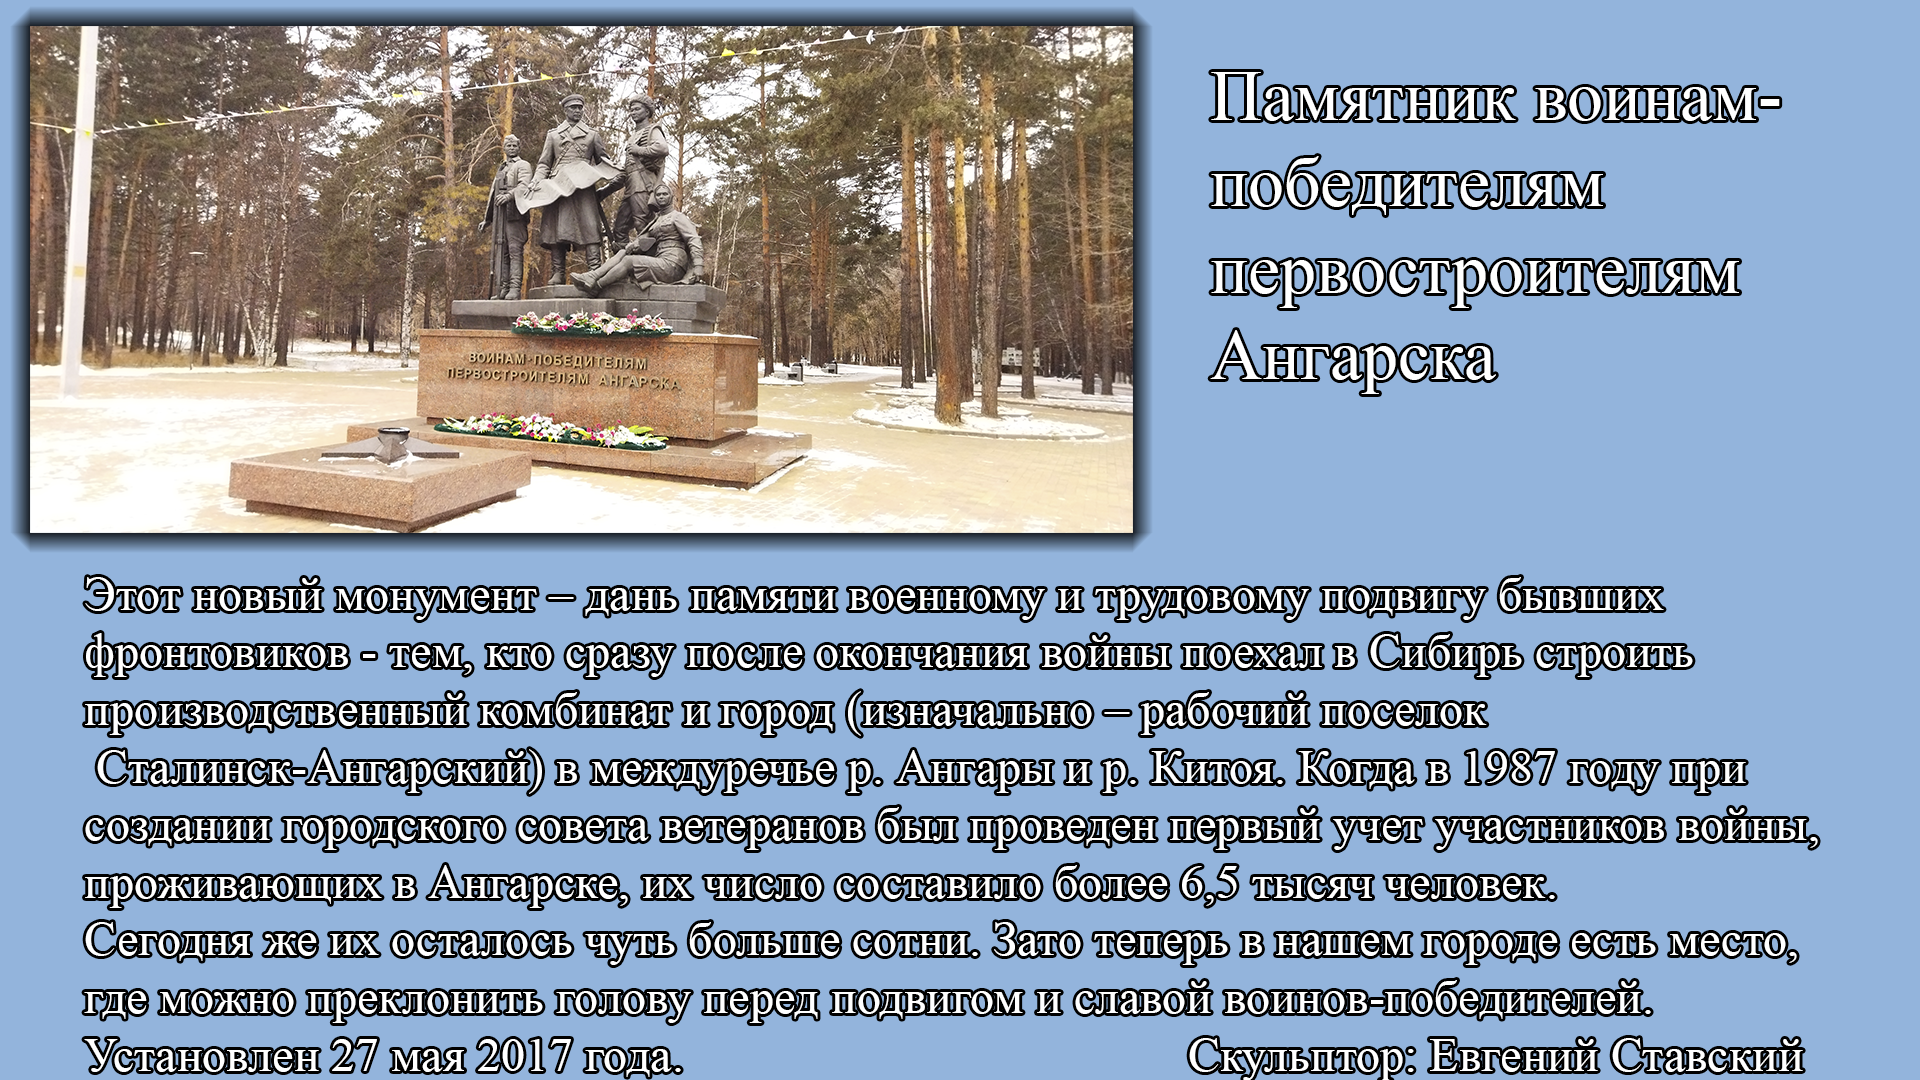 ВОИНАМ-ПОБЕДИТЕЛЯМ
ПЕРВОСТРОИТЕЛЯМ АНГАРСКА
Памятник воинам-
победителям
первостроителям
Ангарска
Этот новый монумент – дань памяти военному и трудовому подвигу бывших
фронтовиков - тем, кто сразу после окончания войны поехал в Сибирь строить
производственный комбинат и город (изначально – рабочий поселок
Сталинск-Ангарский) в междуречье р. Ангары и р. Китоя. Когда в 1987 году при
создании городского совета ветеранов был проведен первый учет участников войны,
проживающих в Ангарске, их число составило более 6,5 тысяч человек.
Сегодня же их осталось чуть больше сотни. Зато теперь в нашем городе есть место,
где можно преклонить голову перед подвигом и славой воинов-победителей.
Установлен 27 мая 2017 года. Скульптор: Евгений Ставский